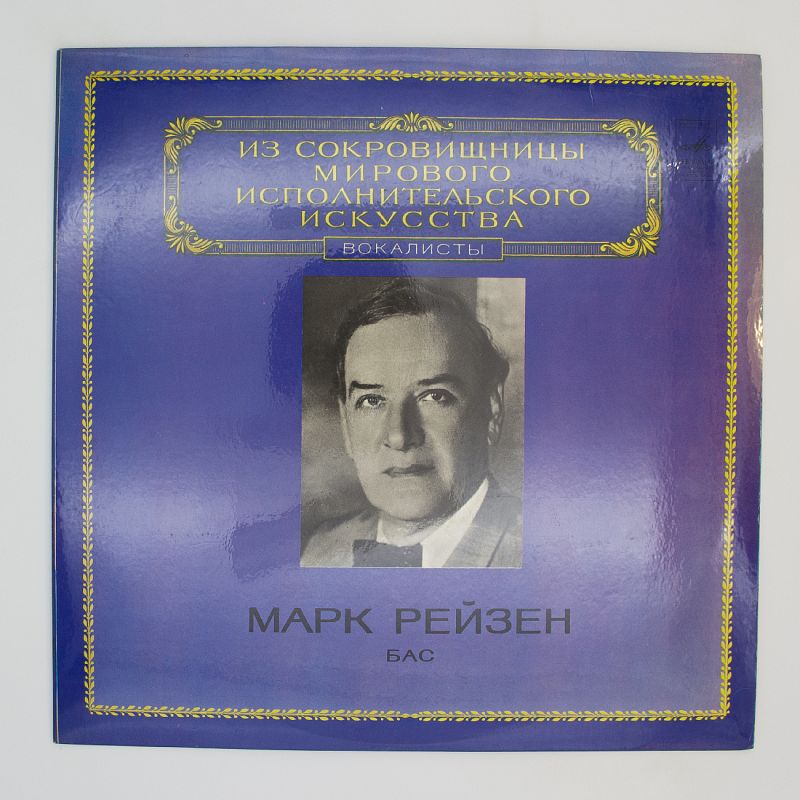 ИЗ СОКРОВИЩНИЦЫ
МИРОВОГО
ИСПОЛНИТЕЛЬСКОГО
ИСКУССТВА
ВОКАЛИСТЫ
МАРК РЕЙЗЕН
БАС